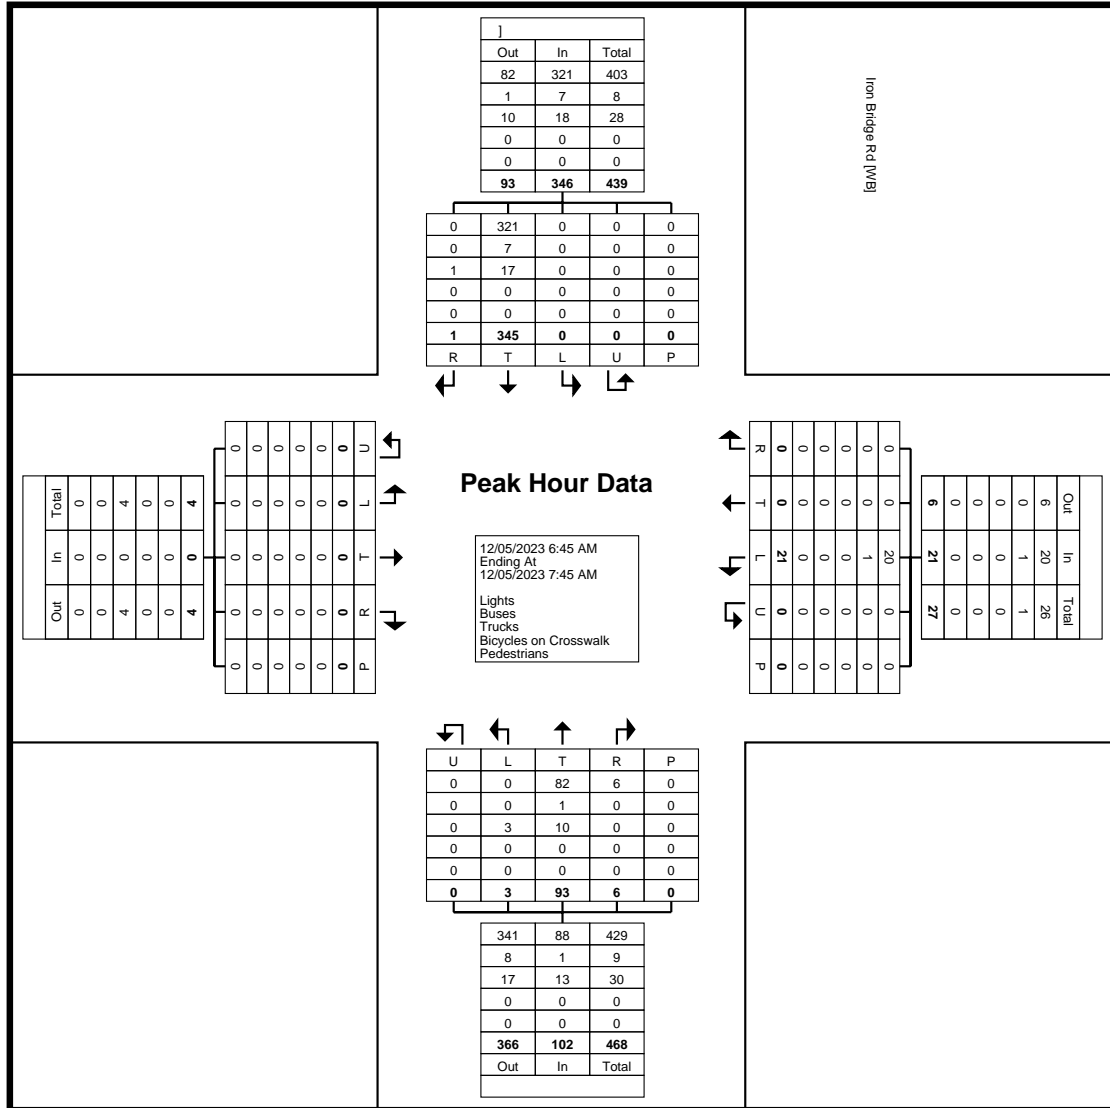 ]
Out In Total
82 321 403
1 7 8
10 18 28
0 0 0
0 0 0
93 346 439
0 321 0 0 0
0 7 0 0 0
1 17 0 0 0
0 0 0 0 0
0 0 0 0 0
1 345 0 0 0
R T L U P
Iron Bridge Rd [WB]
Total In Out
0 0 0
0 0 0
4 0 4
0 0 0
0 0 0
4 0 4
0 0 0 0 0
0 0 0 0 0
0 0 0 0 0
0 0 0 0 0
0 0 0 0 0
0 0 0 0 0
0 0 0 0 0
U L T R P
Peak Hour Data
12/05/2023 6:45 AM
Ending At
12/05/2023 7:45 AM
Lights
Buses
Trucks
Bicycles on Crosswalk
Pedestrians
Out In Total
6 20 26
0 1 1
0 0 0
0 0 0
0 0 0
6 21 27
0 0 20 0 0
0 0 1 0 0
0 0 0 0 0
0 0 0 0 0
0 0 0 0 0
0 0 21 0 0
R T L U P
U L T R P
0 0 82 6 0
0 0 1 0 0
0 3 10 0 0
0 0 0 0 0
0 0 0 0 0
0 3 93 6 0
341 88 429
8 1 9
17 13 30
0 0 0
0 0 0
366 102 468
Out In Total